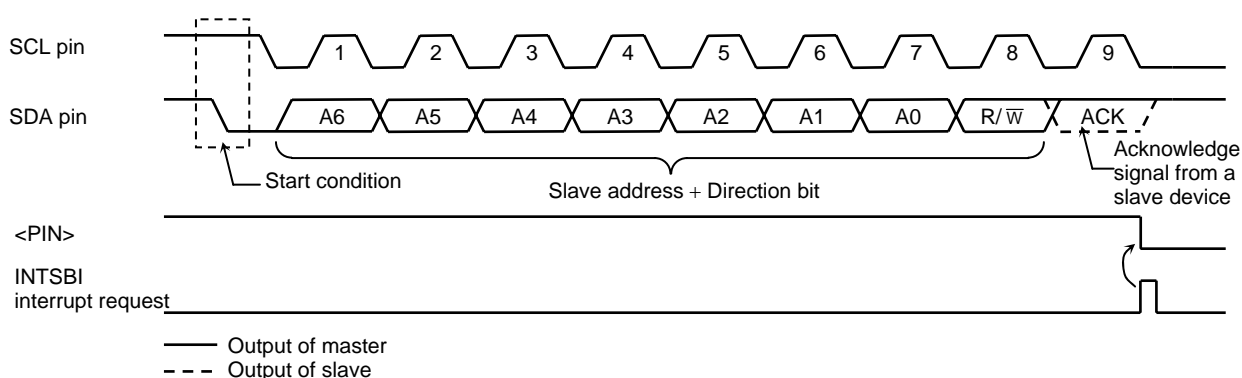 SCL pin
1 2 3 4 5 6 7 8 9
SDA pin
A6 A5 A4 A3 A2 A1 A0 R/W̅ ACK
Start condition
Slave address + Direction bit
Acknowledge
signal from a
slave device
<PIN>
INTSBI
interrupt request
Output of master
Output of slave